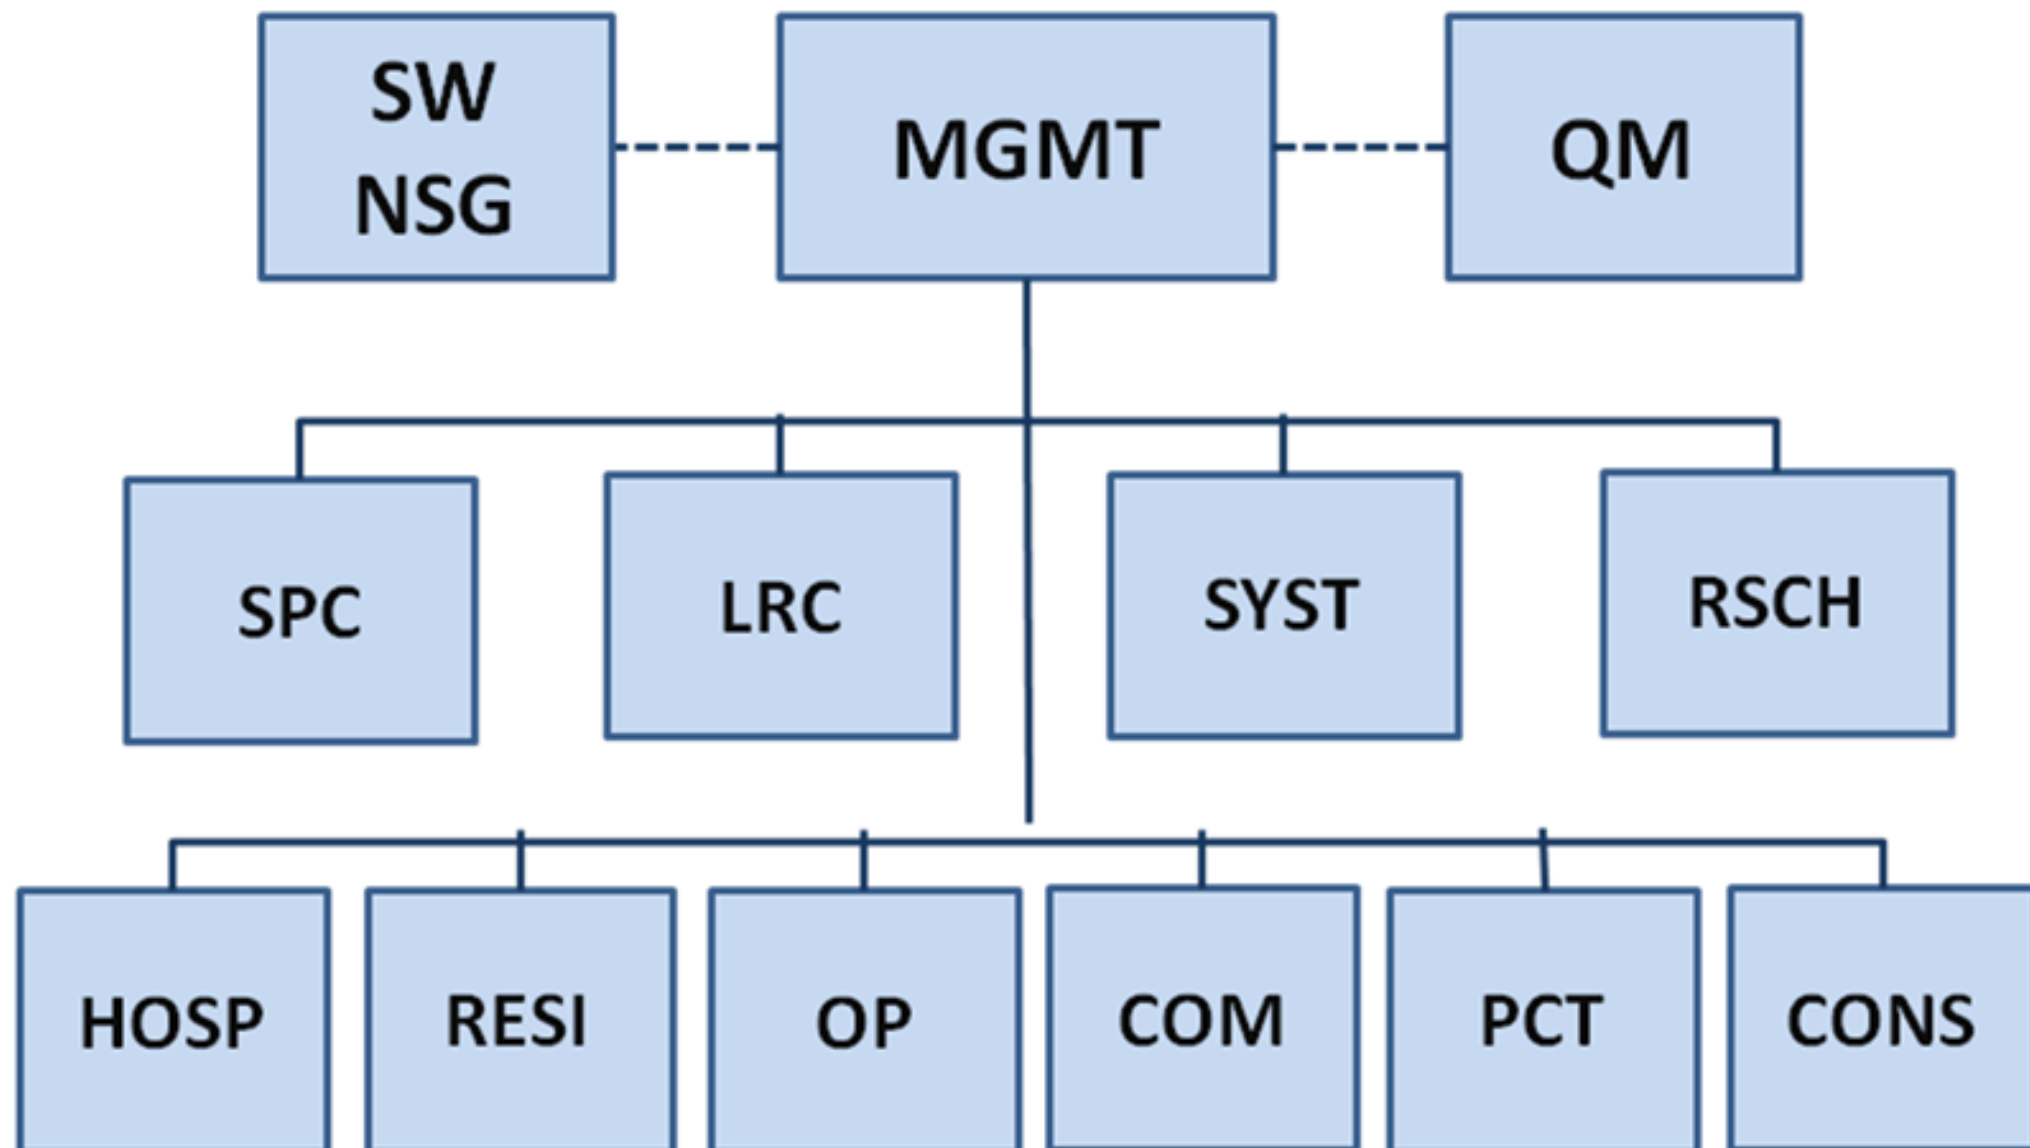 SW
NSG
MGMT
QM
SPC
LRC
SYST
RSCH
HOSP
RESI
OP
COM
PCT
CONS